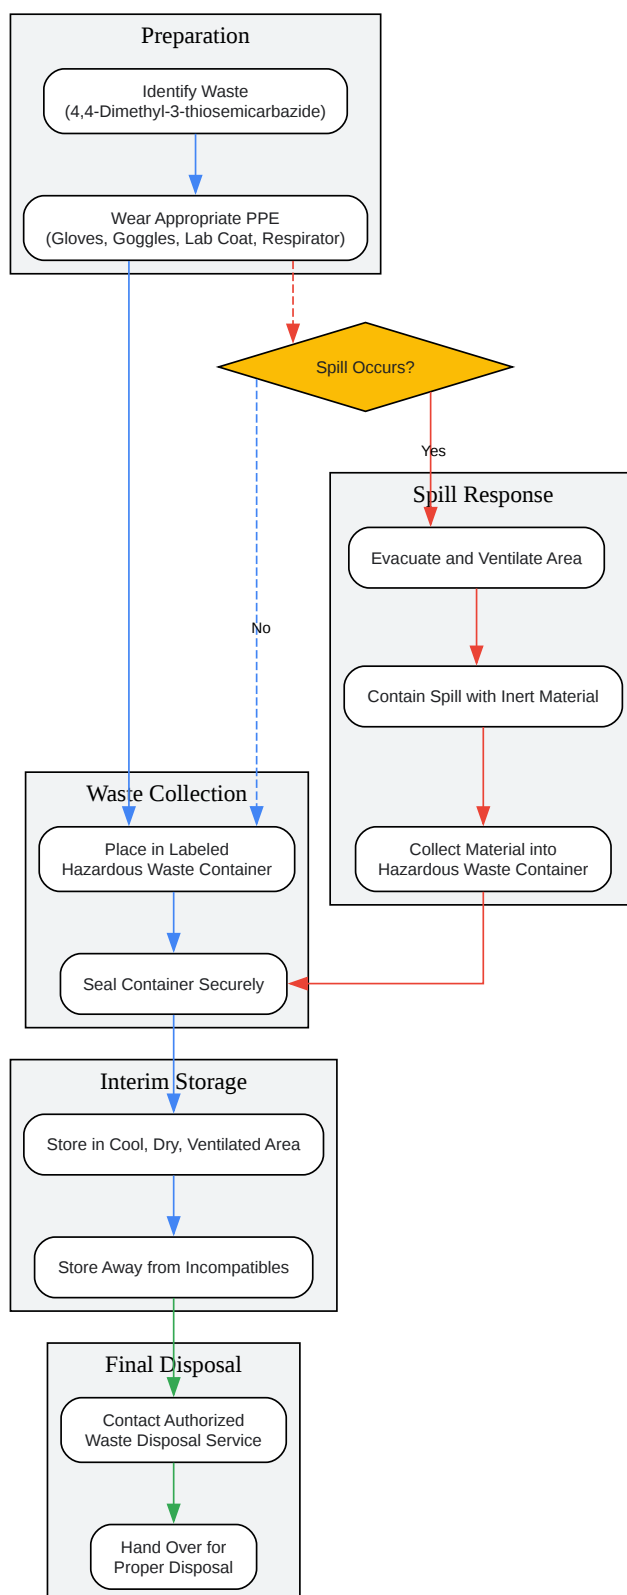 Preparation
Identify Waste
(4,4-Dimethyl-3-thiosemicarbazide)
Wear Appropriate PPE
(Gloves, Goggles, Lab Coat, Respirator)
Spill Occurs?
Yes
Spill Response
Evacuate and Ventilate Area
No
Contain Spill with Inert Material
Waste Collection
Place in Labeled
Hazardous Waste Container
Collect Material into
Hazardous Waste Container
Seal Container Securely
Interim Storage
Store in Cool, Dry, Ventilated Area
Store Away from Incompatibles
Final Disposal
Contact Authorized
Waste Disposal Service
Hand Over for
Proper Disposal